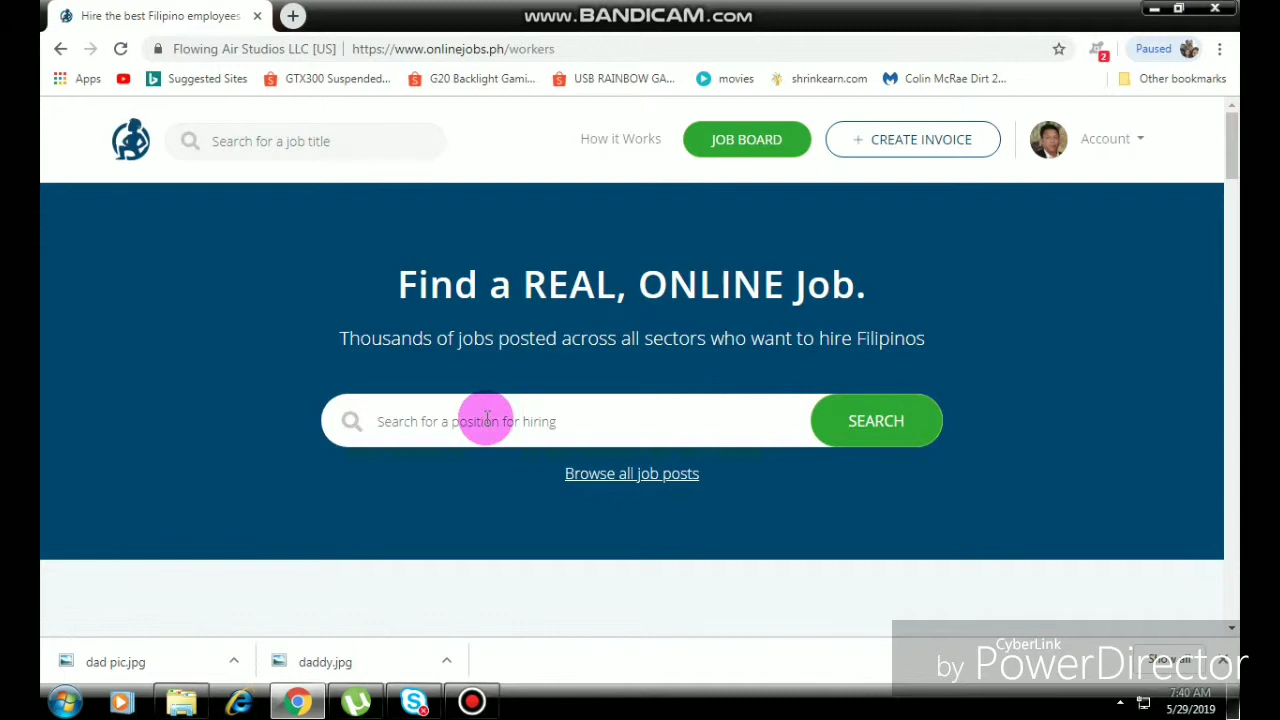 Hire the best Filipino employees
www.BANDICAM.com
Flowing Air Studios LLC [US] | https://www.onlinejobs.ph/workers
Paused
2
Apps
Suggested Sites
GTX300 Suspended...
G20 Backlight Gami...
USB RAINBOW GA...
movies
shrinkearn.com
Colin McRae Dirt 2...
Other bookmarks
Search for a job title
How it Works
JOB BOARD
+ CREATE INVOICE
Account
Find a REAL, ONLINE Job.
Thousands of jobs posted across all sectors who want to hire Filipinos
Search for a position for hiring
SEARCH
Browse all job posts
dad pic.jpg
daddy.jpg
Show all
CyberLink
by PowerDirector
7:40 AM
5/29/2019